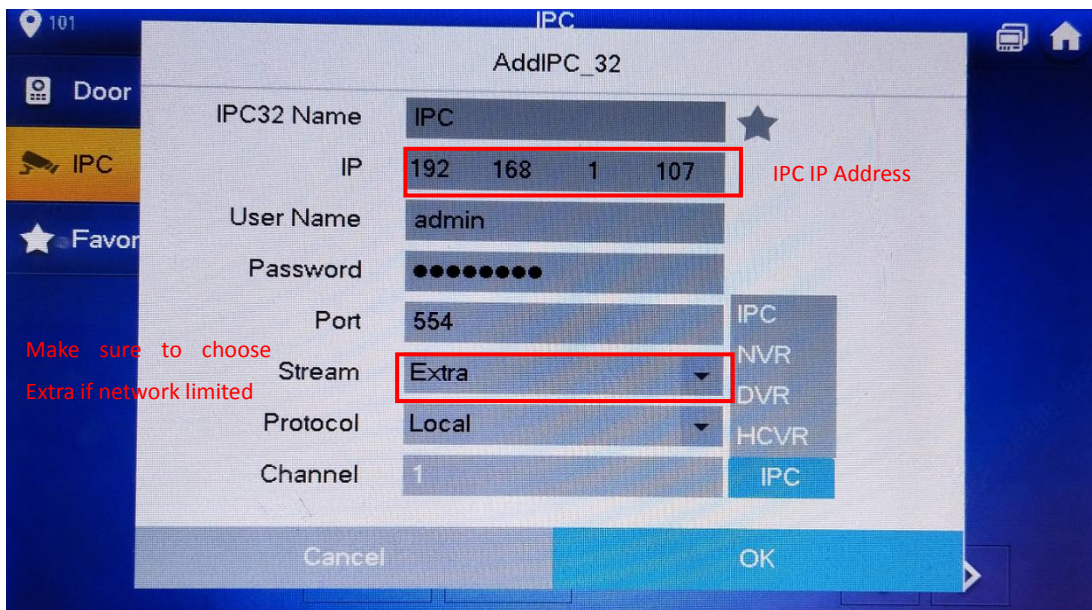 101
IPC
AddIPC_32
Door
IPC
Favor
IPC32 Name
IPC
IP
192 168 1 107
IPC IP Address
User Name
admin
Password
●●●●●●●●
Port
554
Make sure to choose
Extra if network limited
Stream
Extra
Protocol
Local
Channel
1
IPC
NVR
DVR
HCVR
IPC
Cancel
OK